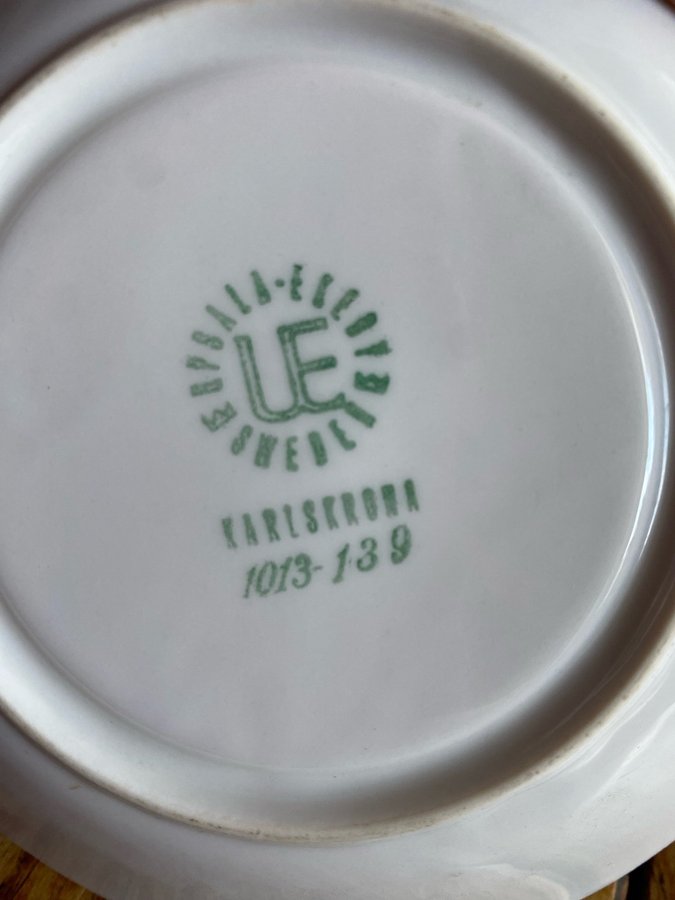 UPSALA-EKEBY
UE
SWEDEN
KARLSKRONA
1013-139